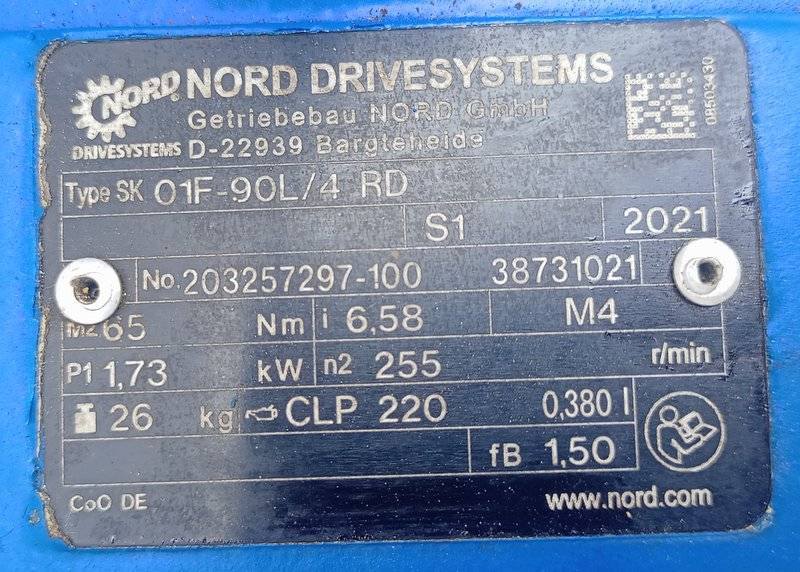 NORD DRIVESYSTEMS
NORD DRIVESYSTEMS
Getriebebau NORD GmbH
D-22939 Bargteheide
08503430
Type SK 01F-90L/4 RD
S1 2021
No. 203257297-100 38731021
M2 65 Nm i 6,58 M4
P1 1,73 kW n2 255 r/min
26 kg CLP 220 0,380 l
fB 1,50
CoO DE www.nord.com